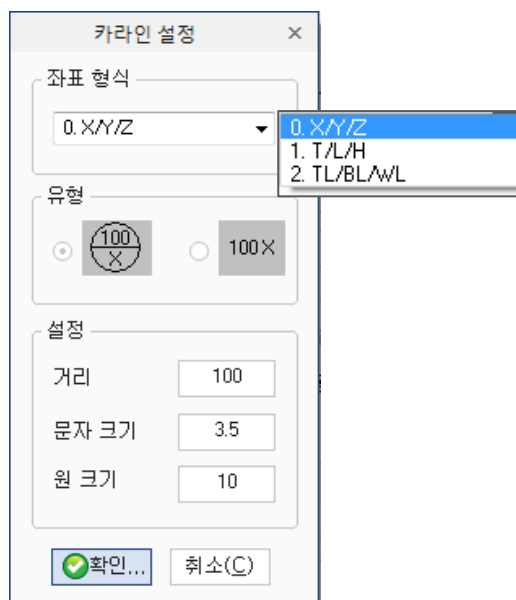 카라인 설정 ×
좌표 형식
0. X/Y/Z
0. X/Y/Z
1. T/L/H
2. TL/BL/WL
유형
100
X
100X
설정
거리 100
문자 크기 3.5
원 크기 10
확인... 취소(C)